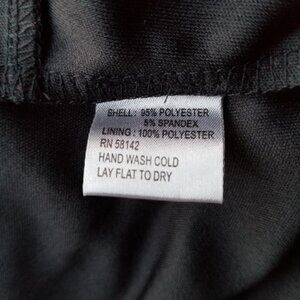 SHELL: 95% POLYESTER
5% SPANDEX
LINING: 100% POLYESTER
RN 58142
HAND WASH COLD
LAY FLAT TO DRY